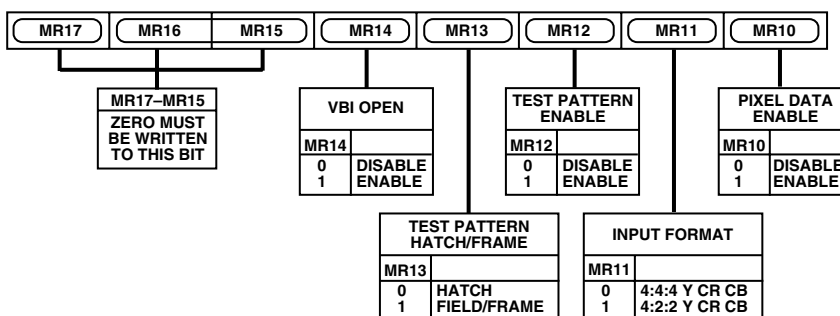 MR17 MR16 MR15 MR14 MR13 MR12 MR11 MR10
MR17–MR15
ZERO MUST
BE WRITTEN
TO THIS BIT
VBI OPEN
MR14
0 DISABLE
1 ENABLE
TEST PATTERN
ENABLE
MR12
0 DISABLE
1 ENABLE
PIXEL DATA
ENABLE
MR10
0 DISABLE
1 ENABLE
TEST PATTERN
HATCH/FRAME
MR13
0 HATCH
1 FIELD/FRAME
INPUT FORMAT
MR11
0 4:4:4 Y CR CB
1 4:2:2 Y CR CB